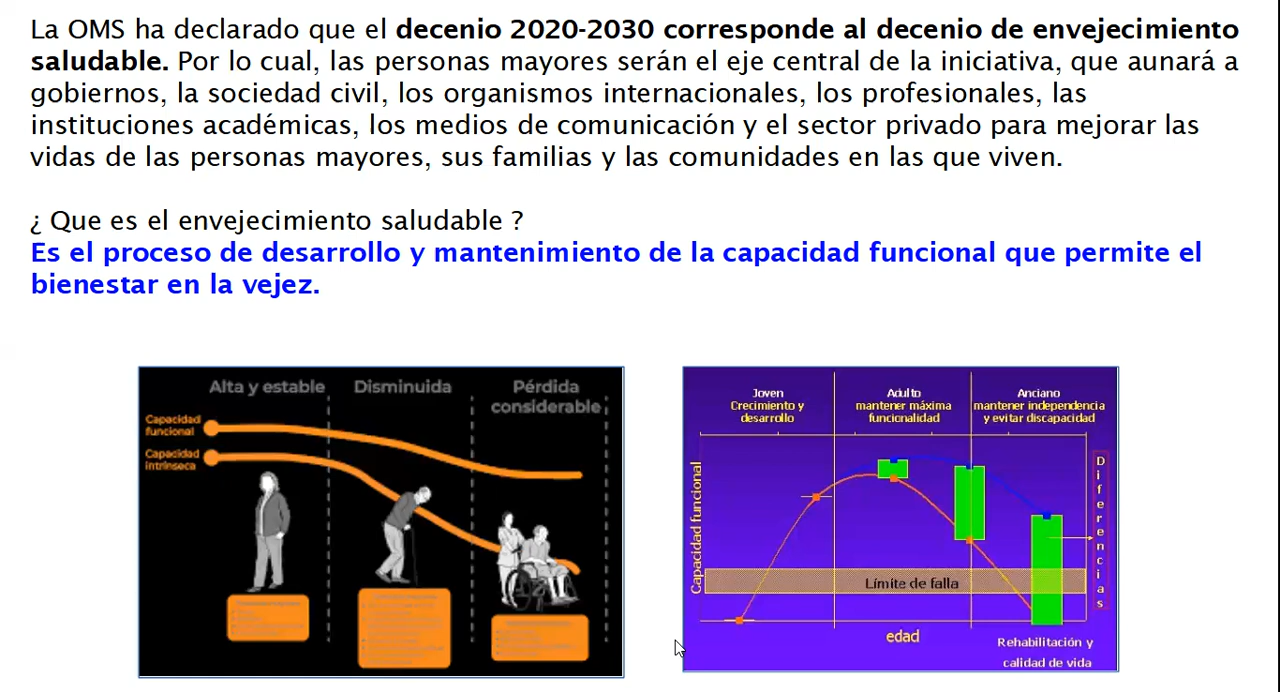 La OMS ha declarado que el decenio 2020-2030 corresponde al decenio de envejecimiento
saludable. Por lo cual, las personas mayores serán el eje central de la iniciativa, que aunará a
gobiernos, la sociedad civil, los organismos internacionales, los profesionales, las
instituciones académicas, los medios de comunicación y el sector privado para mejorar las
vidas de las personas mayores, sus familias y las comunidades en las que viven.
¿ Que es el envejecimiento saludable ?
Es el proceso de desarrollo y mantenimiento de la capacidad funcional que permite el
bienestar en la vejez.
Alta y estable
Disminuida
Pérdida
considerable
Capacidad
funcional
Capacidad
intrínseca
Joven
Crecimiento y
desarrollo
Adulto
mantener máxima
funcionalidad
Anciano
mantener independencia
y evitar discapacidad
Capacidad funcional
Diferencias
Límite de falla
edad
Rehabilitación y
calidad de vida